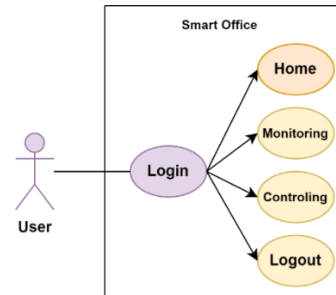 Smart Office
Home
Monitoring
Login
Controling
User
Logout